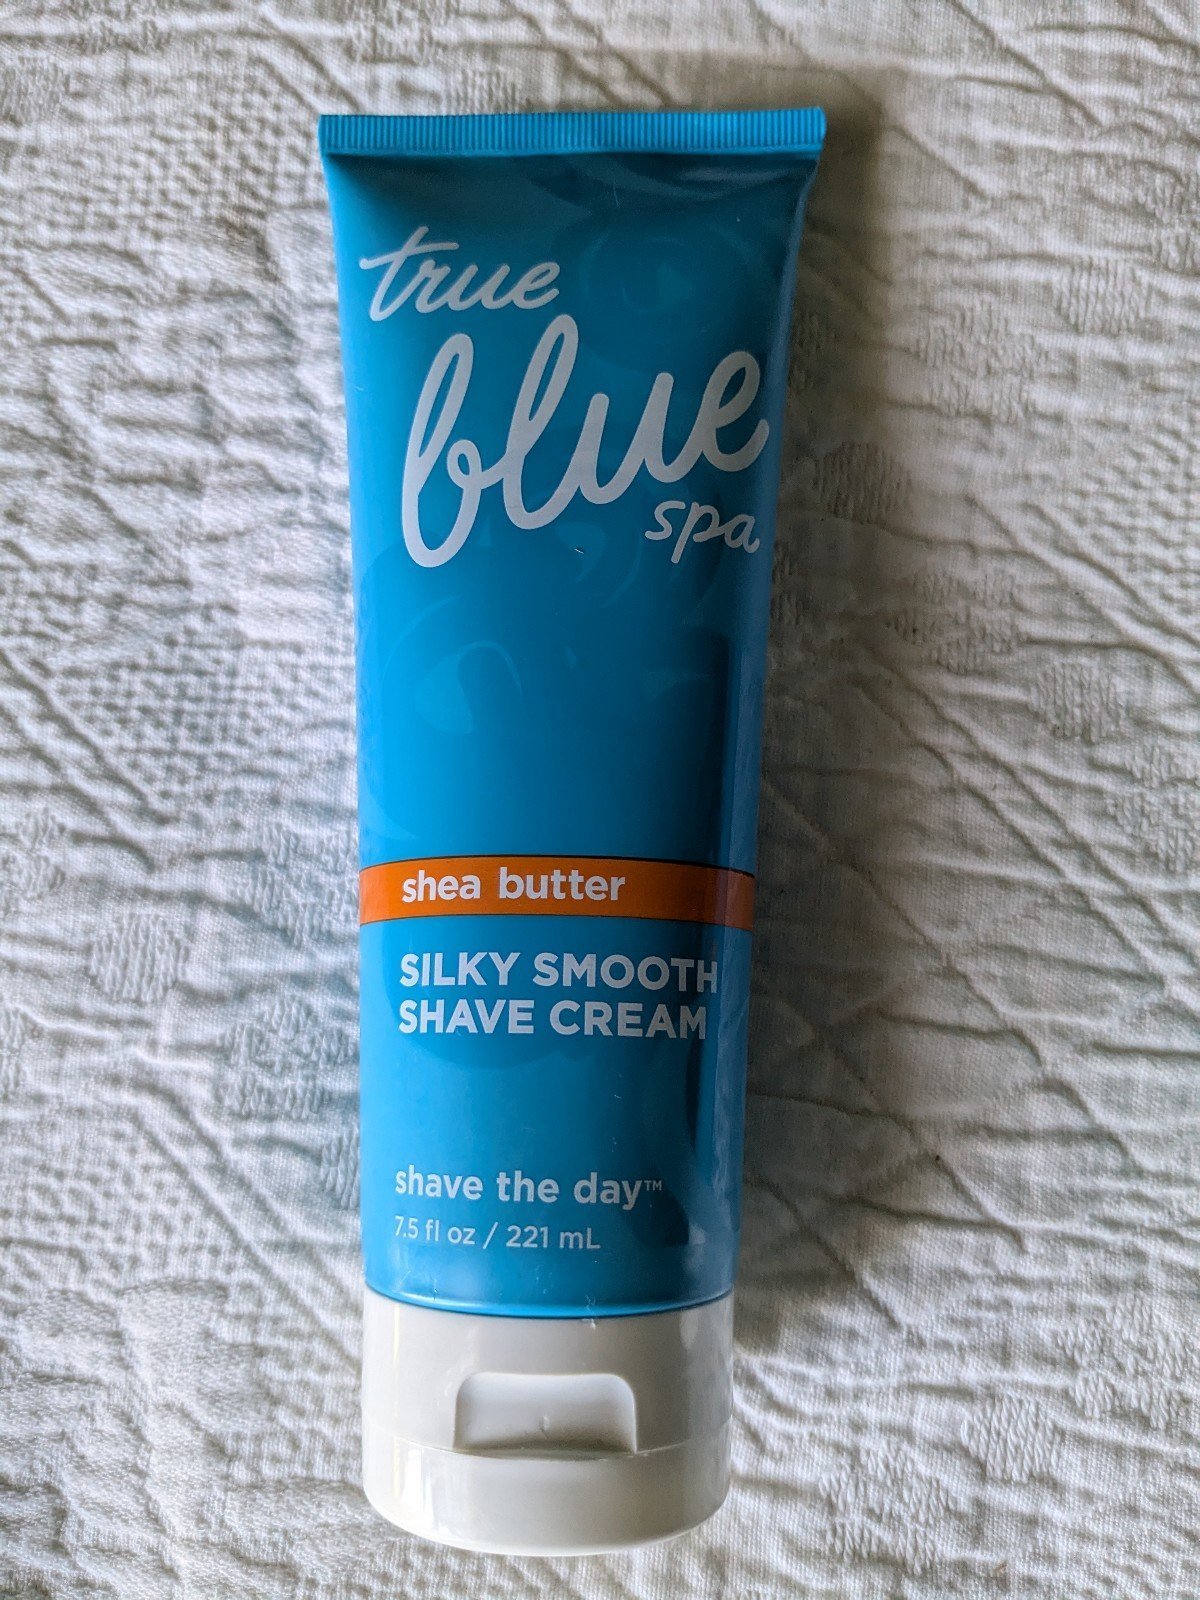 true
blue
spa
shea butter
SILKY SMOOTH
SHAVE CREAM
shave the day™
7.5 fl oz / 221 mL